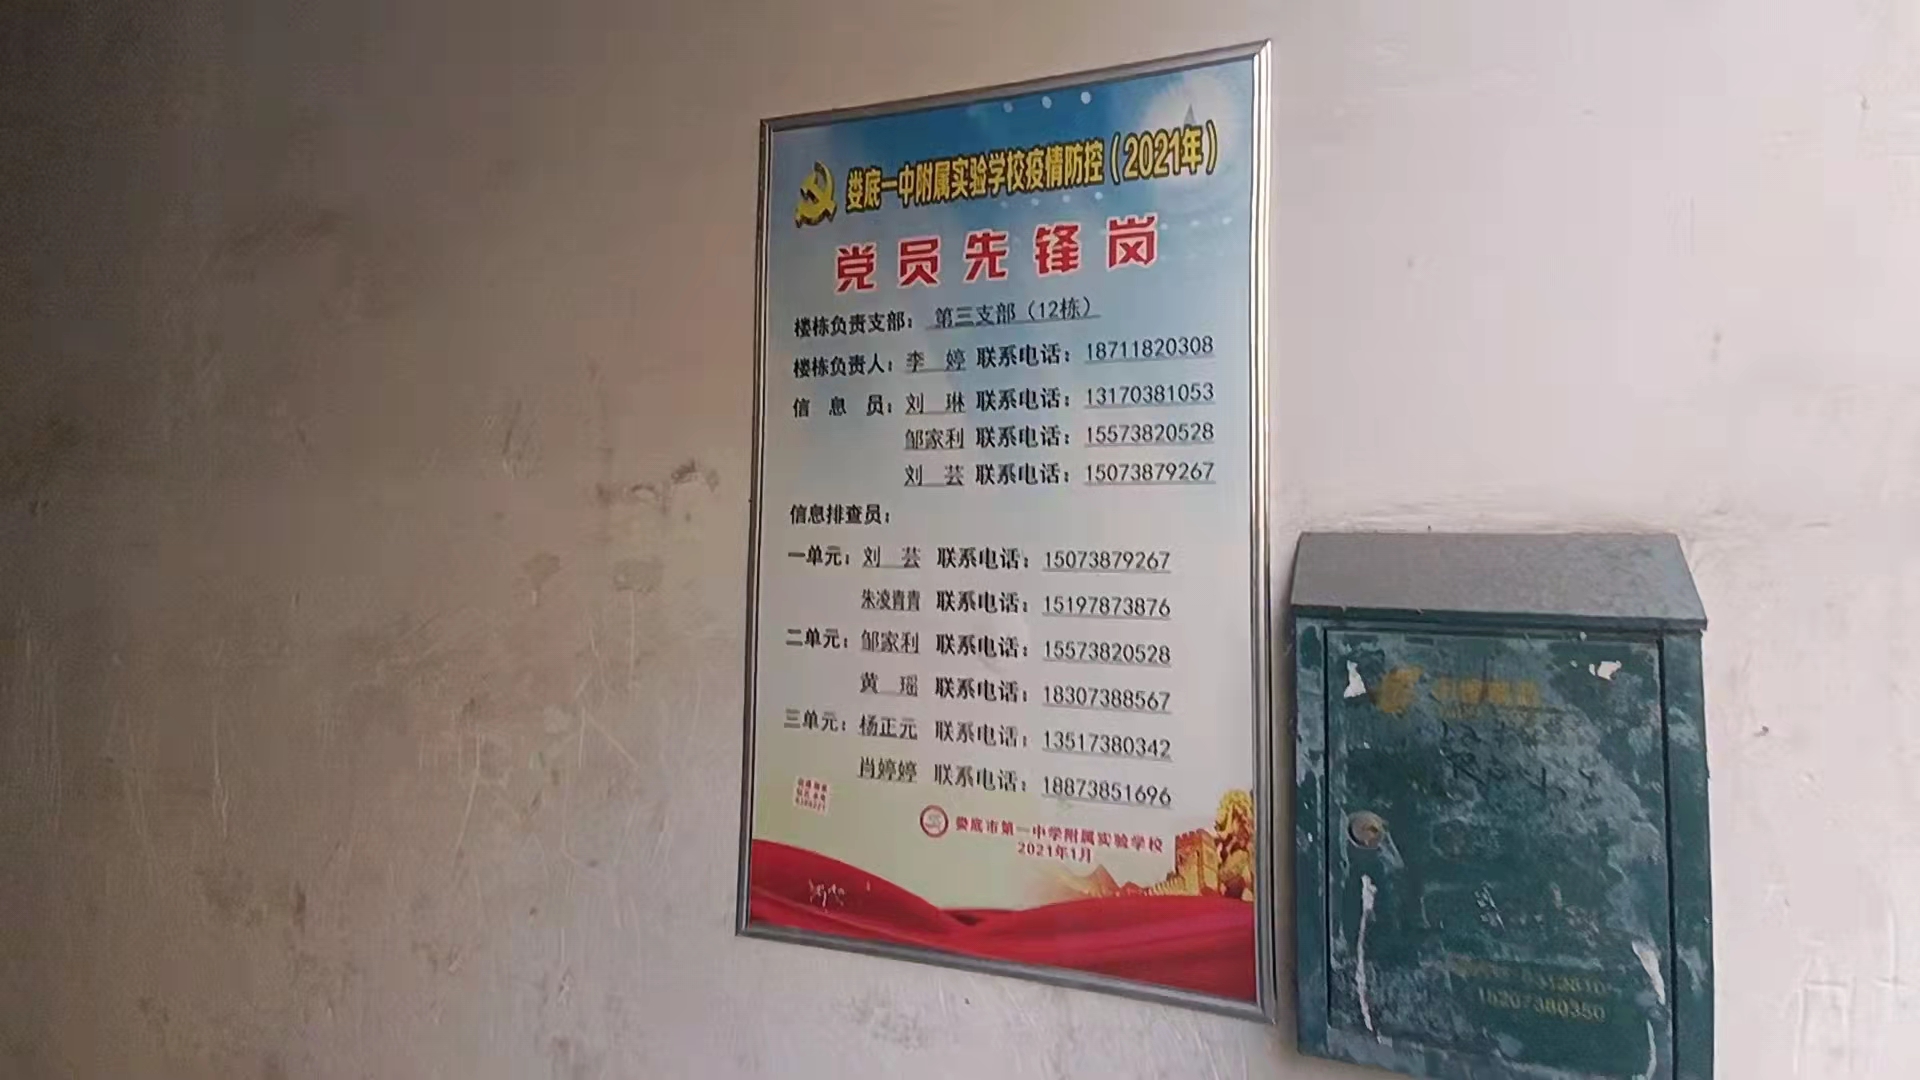 娄底一中附属实验学校疫情防控（2021年）
党员先锋岗
楼栋负责支部： 第三支部（12栋）
楼栋负责人：李 婷 联系电话：18711820308
信 息 员：刘 琳 联系电话：13170381053
邹家利 联系电话：15573820528
刘 芸 联系电话：15073879267
信息排查员：
一单元：刘 芸 联系电话：15073879267
朱凌青青 联系电话：15197873876
二单元：邹家利 联系电话：15573820528
黄 瑶 联系电话：18307388567
三单元：杨正元 联系电话：13517380342
肖婷婷 联系电话：18873851696
娄底市第一中学附属实验学校
2021年1月
15207380350